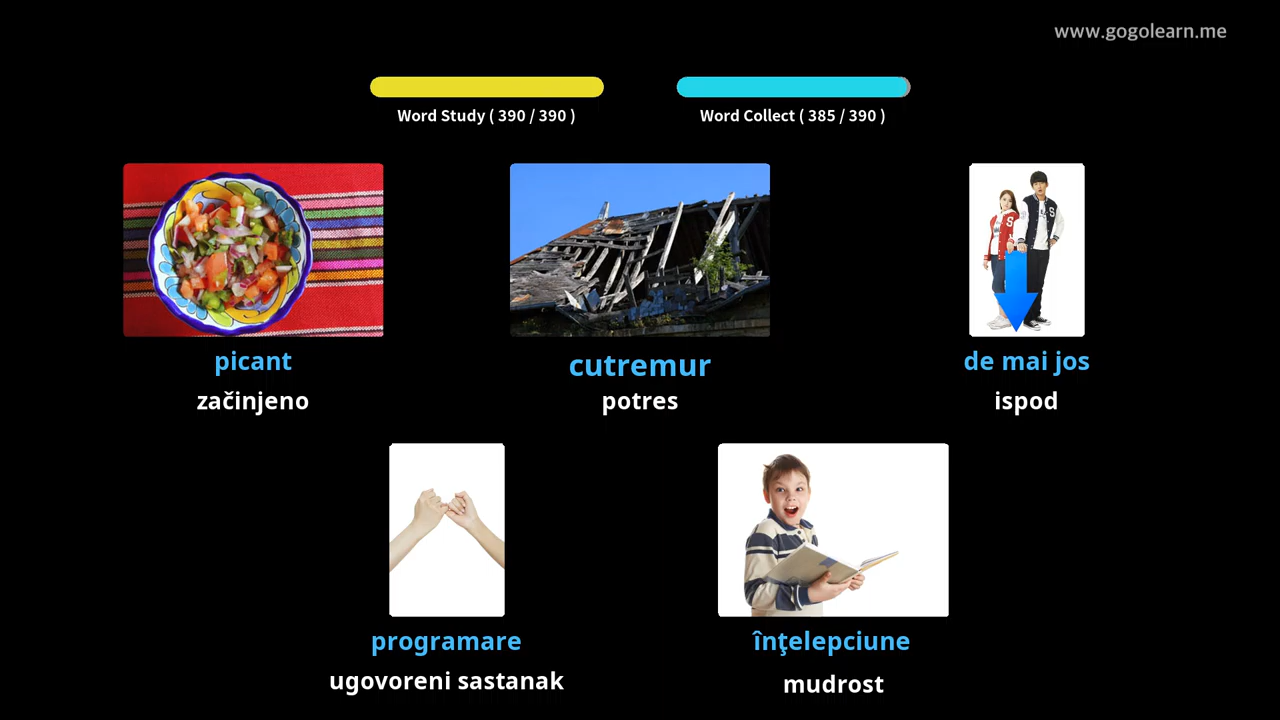 www.gogolearn.me
Word Study ( 390 / 390 )
Word Collect ( 385 / 390 )
picant
cutremur
de mai jos
začinjeno
potres
ispod
programare
înţelepciune
ugovoreni sastanak
mudrost